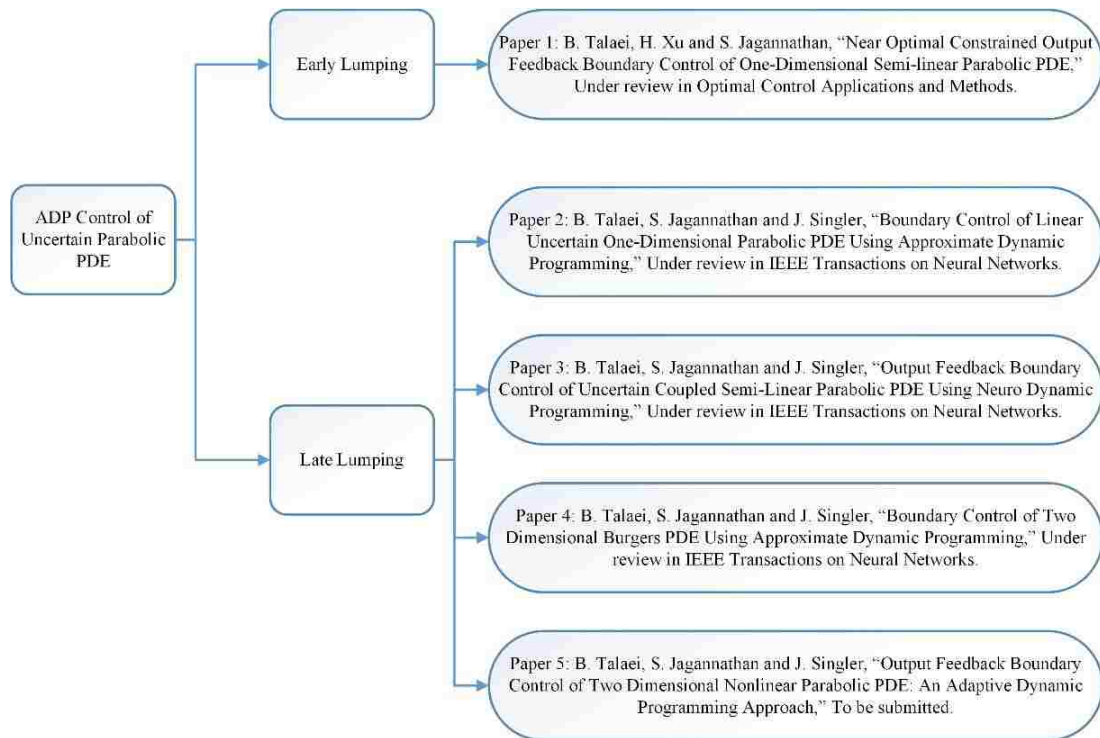 ADP Control of
Uncertain Parabolic
PDE
Early Lumping
Paper 1: B. Talaei, H. Xu and S. Jagannathan, “Near Optimal Constrained Output
Feedback Boundary Control of One-Dimensional Semi-linear Parabolic PDE,”
Under review in Optimal Control Applications and Methods.
Late Lumping
Paper 2: B. Talaei, S. Jagannathan and J. Singler, “Boundary Control of Linear
Uncertain One-Dimensional Parabolic PDE Using Approximate Dynamic
Programming,” Under review in IEEE Transactions on Neural Networks.
Paper 3: B. Talaei, S. Jagannathan and J. Singler, “Output Feedback Boundary
Control of Uncertain Coupled Semi-Linear Parabolic PDE Using Neuro Dynamic
Programming,” Under review in IEEE Transactions on Neural Networks.
Paper 4: B. Talaei, S. Jagannathan and J. Singler, “Boundary Control of Two
Dimensional Burgers PDE Using Approximate Dynamic Programming,” Under
review in IEEE Transactions on Neural Networks.
Paper 5: B. Talaei, S. Jagannathan and J. Singler, “Output Feedback Boundary
Control of Two Dimensional Nonlinear Parabolic PDE: An Adaptive Dynamic
Programming Approach,” To be submitted.